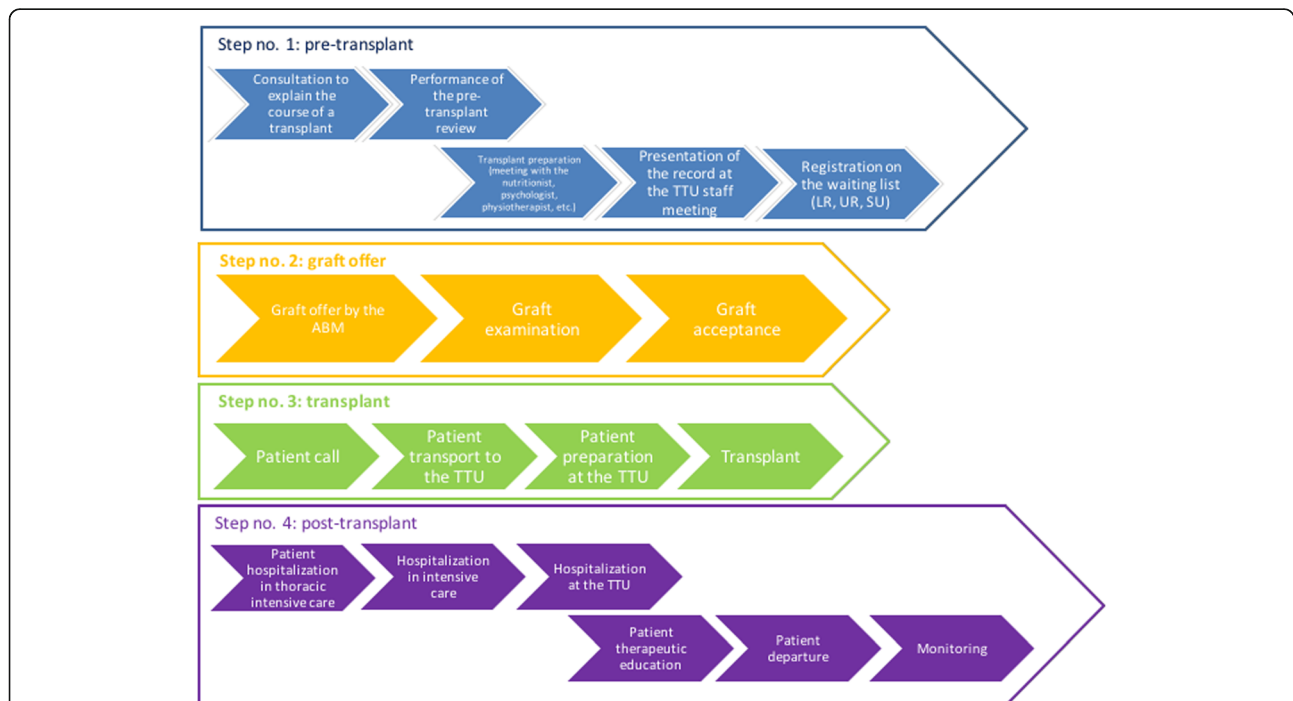 Step no. 1: pre-transplant
Consultation to
explain the
course of a
transplant
Performance of
the pre-
transplant
review
Transplant preparation
(meeting with the
nutritionist,
psychologist,
physiotherapist, etc.)
Presentation of
the record at
the TTU staff
meeting
Registration on
the waiting list
(LR, UR, SU)
Step no. 2: graft offer
Graft offer by the
ABM
Graft
examination
Graft
acceptance
Step no. 3: transplant
Patient call
Patient
transport to
the TTU
Patient
preparation
at the TTU
Transplant
Step no. 4: post-transplant
Patient
hospitalization
in thoracic
intensive care
Hospitalization
in intensive
care
Hospitalization
at the TTU
Patient
therapeutic
education
Patient
departure
Monitoring